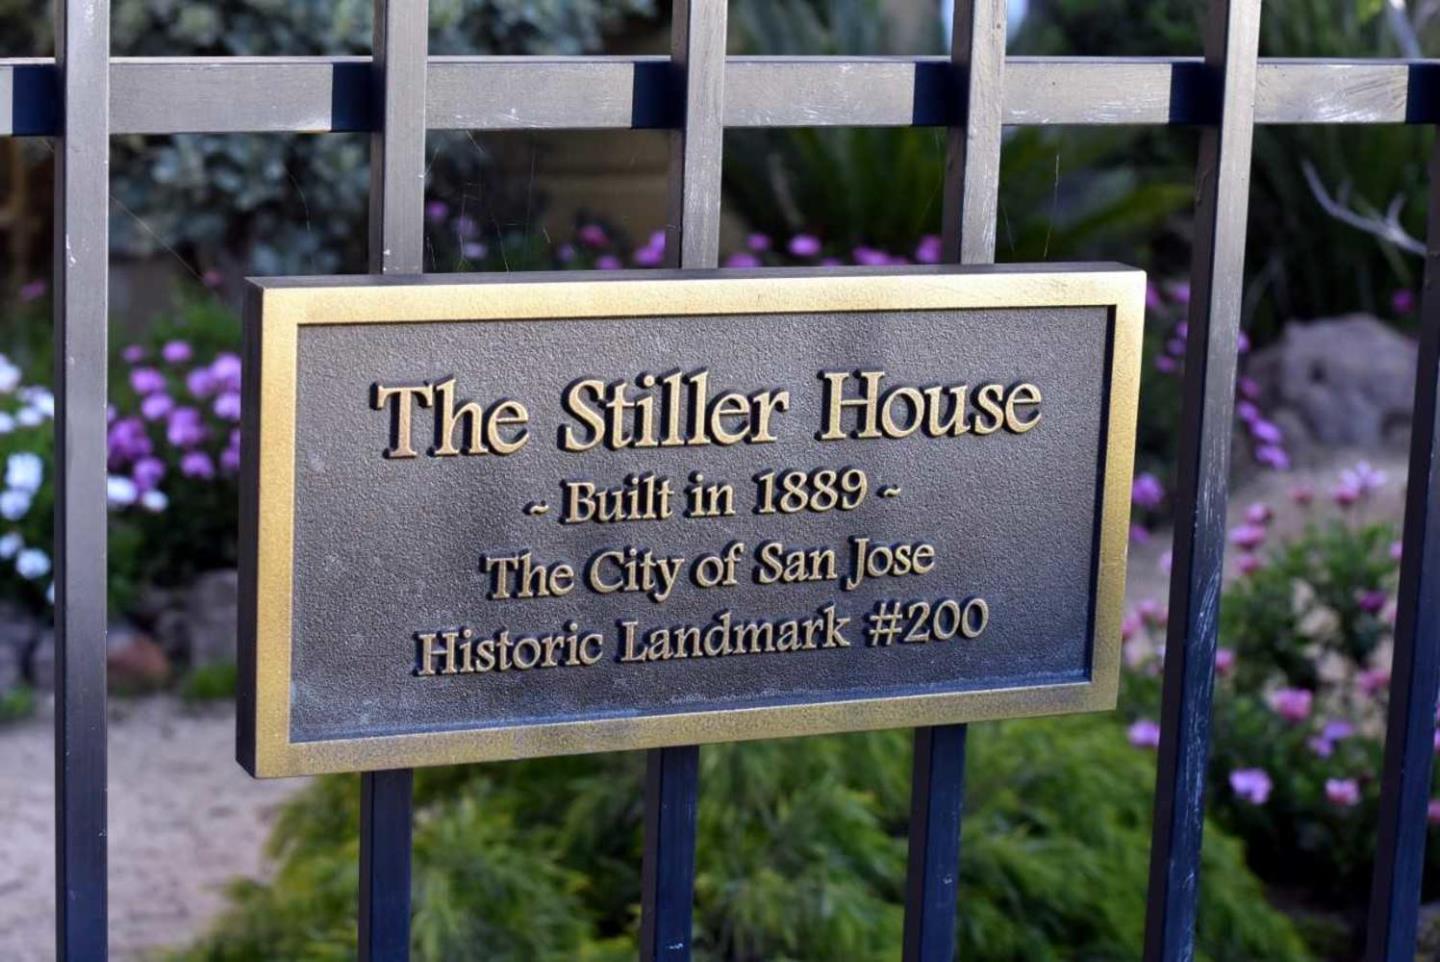 The Stiller House
~ Built in 1889 ~
The City of San Jose
Historic Landmark #200